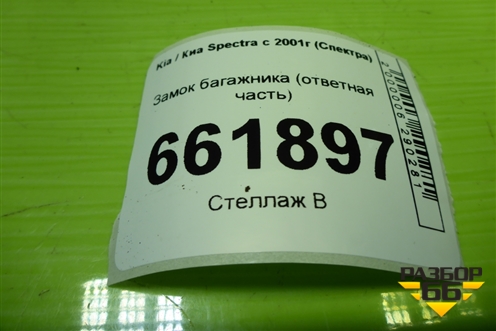 Kia / Киа Spectra с 2001г (Спектра)
Замок багажника (ответная
часть)
661897
Стеллаж В
2000006290281
РАЗБОР
66